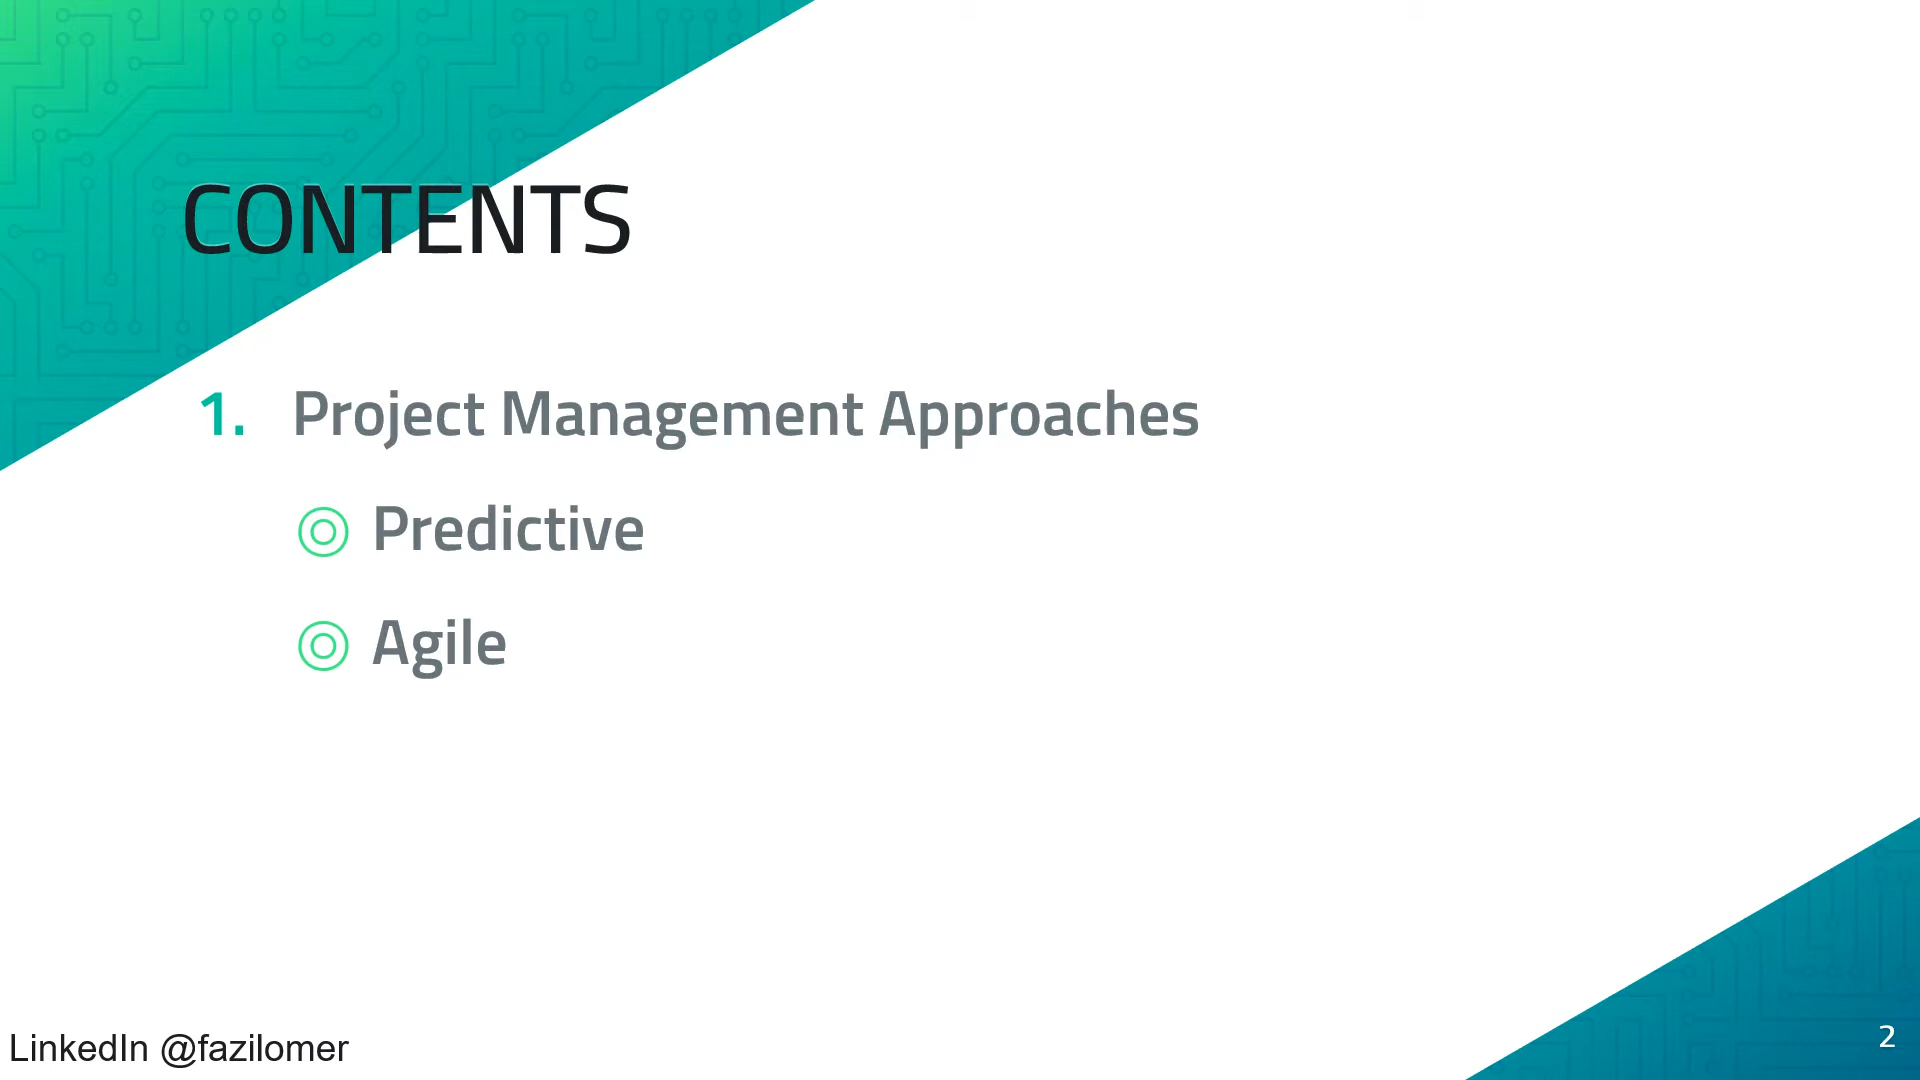 CONTENTS
1. Project Management Approaches
◎ Predictive
◎ Agile
LinkedIn @fazilomer
2